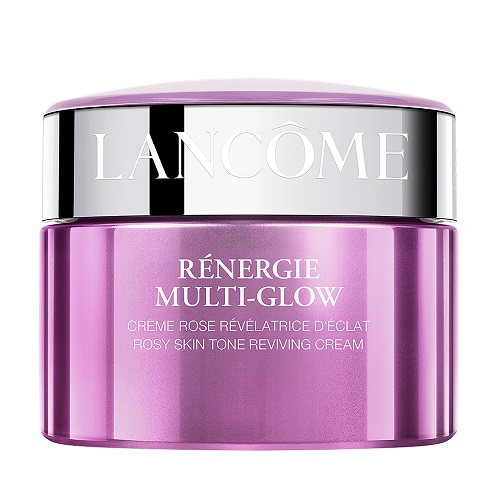 LANCÔME
RÉNERGIE
MULTI-GLOW
CRÈME ROSE RÉVÉLATRICE D'ÉCLAT
ROSY SKIN TONE REVIVING CREAM